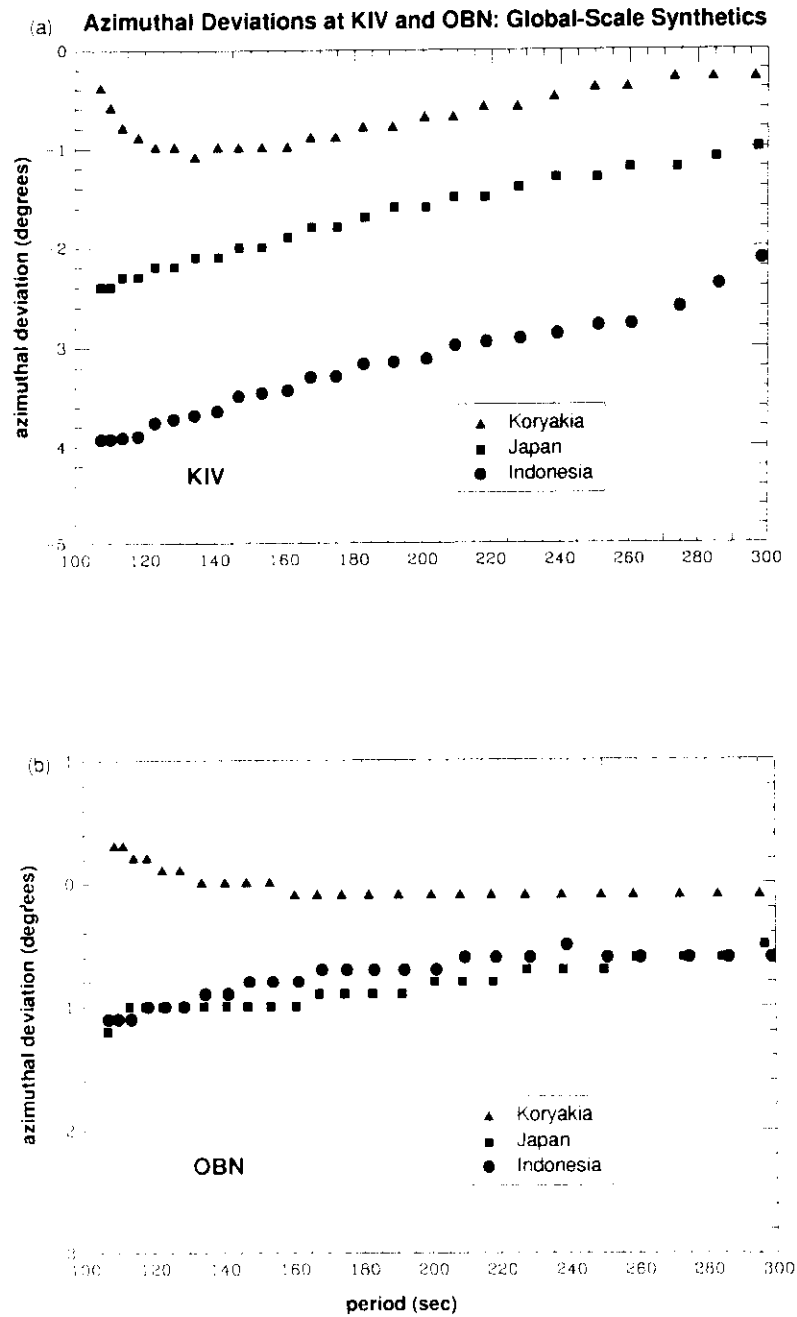 (a) Azimuthal Deviations at KIV and OBN: Global-Scale Synthetics
0
-1
-2
3
4
-5
azimuthal deviation (degrees)
Koryakia
Japan
Indonesia
KIV
100 120 140 160 180 200 220 240 260 280 300
(b)
1
0
1
2
3
azimuthal deviation (degrees)
Koryakia
Japan
Indonesia
OBN
100 120 140 160 180 200 220 240 260 280 300
period (sec)